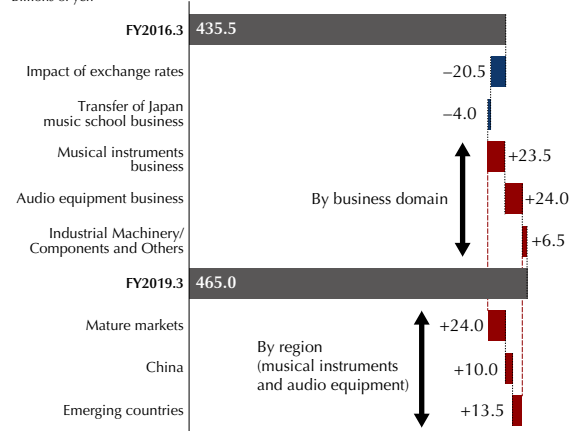 FY2016.3
435.5
Impact of exchange rates
–20.5
Transfer of Japan
music school business
–4.0
Musical instruments
business
+23.5
Audio equipment business
By business domain
+24.0
Industrial Machinery/
Components and Others
+6.5
FY2019.3
465.0
Mature markets
+24.0
By region
(musical instruments
and audio equipment)
China
+10.0
Emerging countries
+13.5